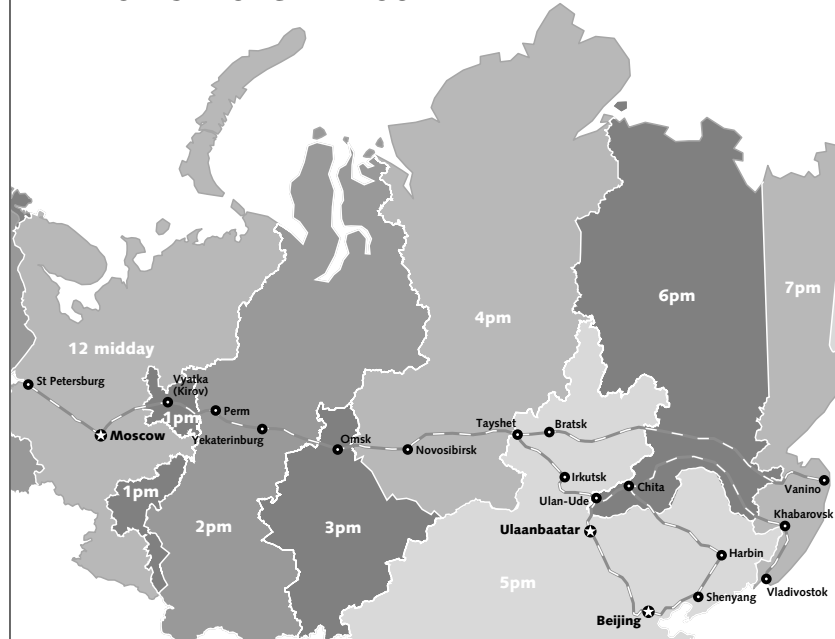 4pm
6pm
7pm
12 midday
St Petersburg
Vyatka
(Kirov)
1pm
Perm
Moscow
Yekaterinburg
Omsk
Novosibirsk
Tayshet
Bratsk
Irkutsk
Ulan-Ude
Chita
Vanino
Khabarovsk
1pm
2pm
3pm
Ulaanbaatar
Harbin
5pm
Vladivostok
Shenyang
Beijing